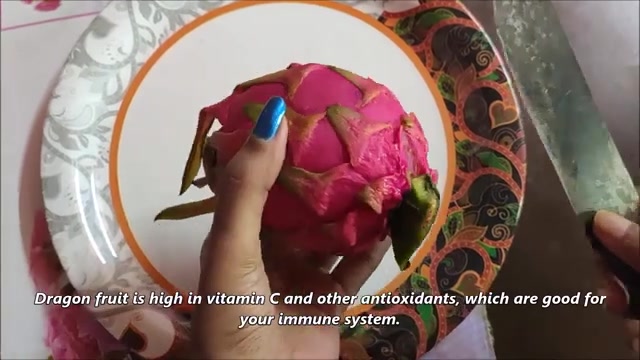 Dragon fruit is high in vitamin C and other antioxidants, which are good for
your immune system.